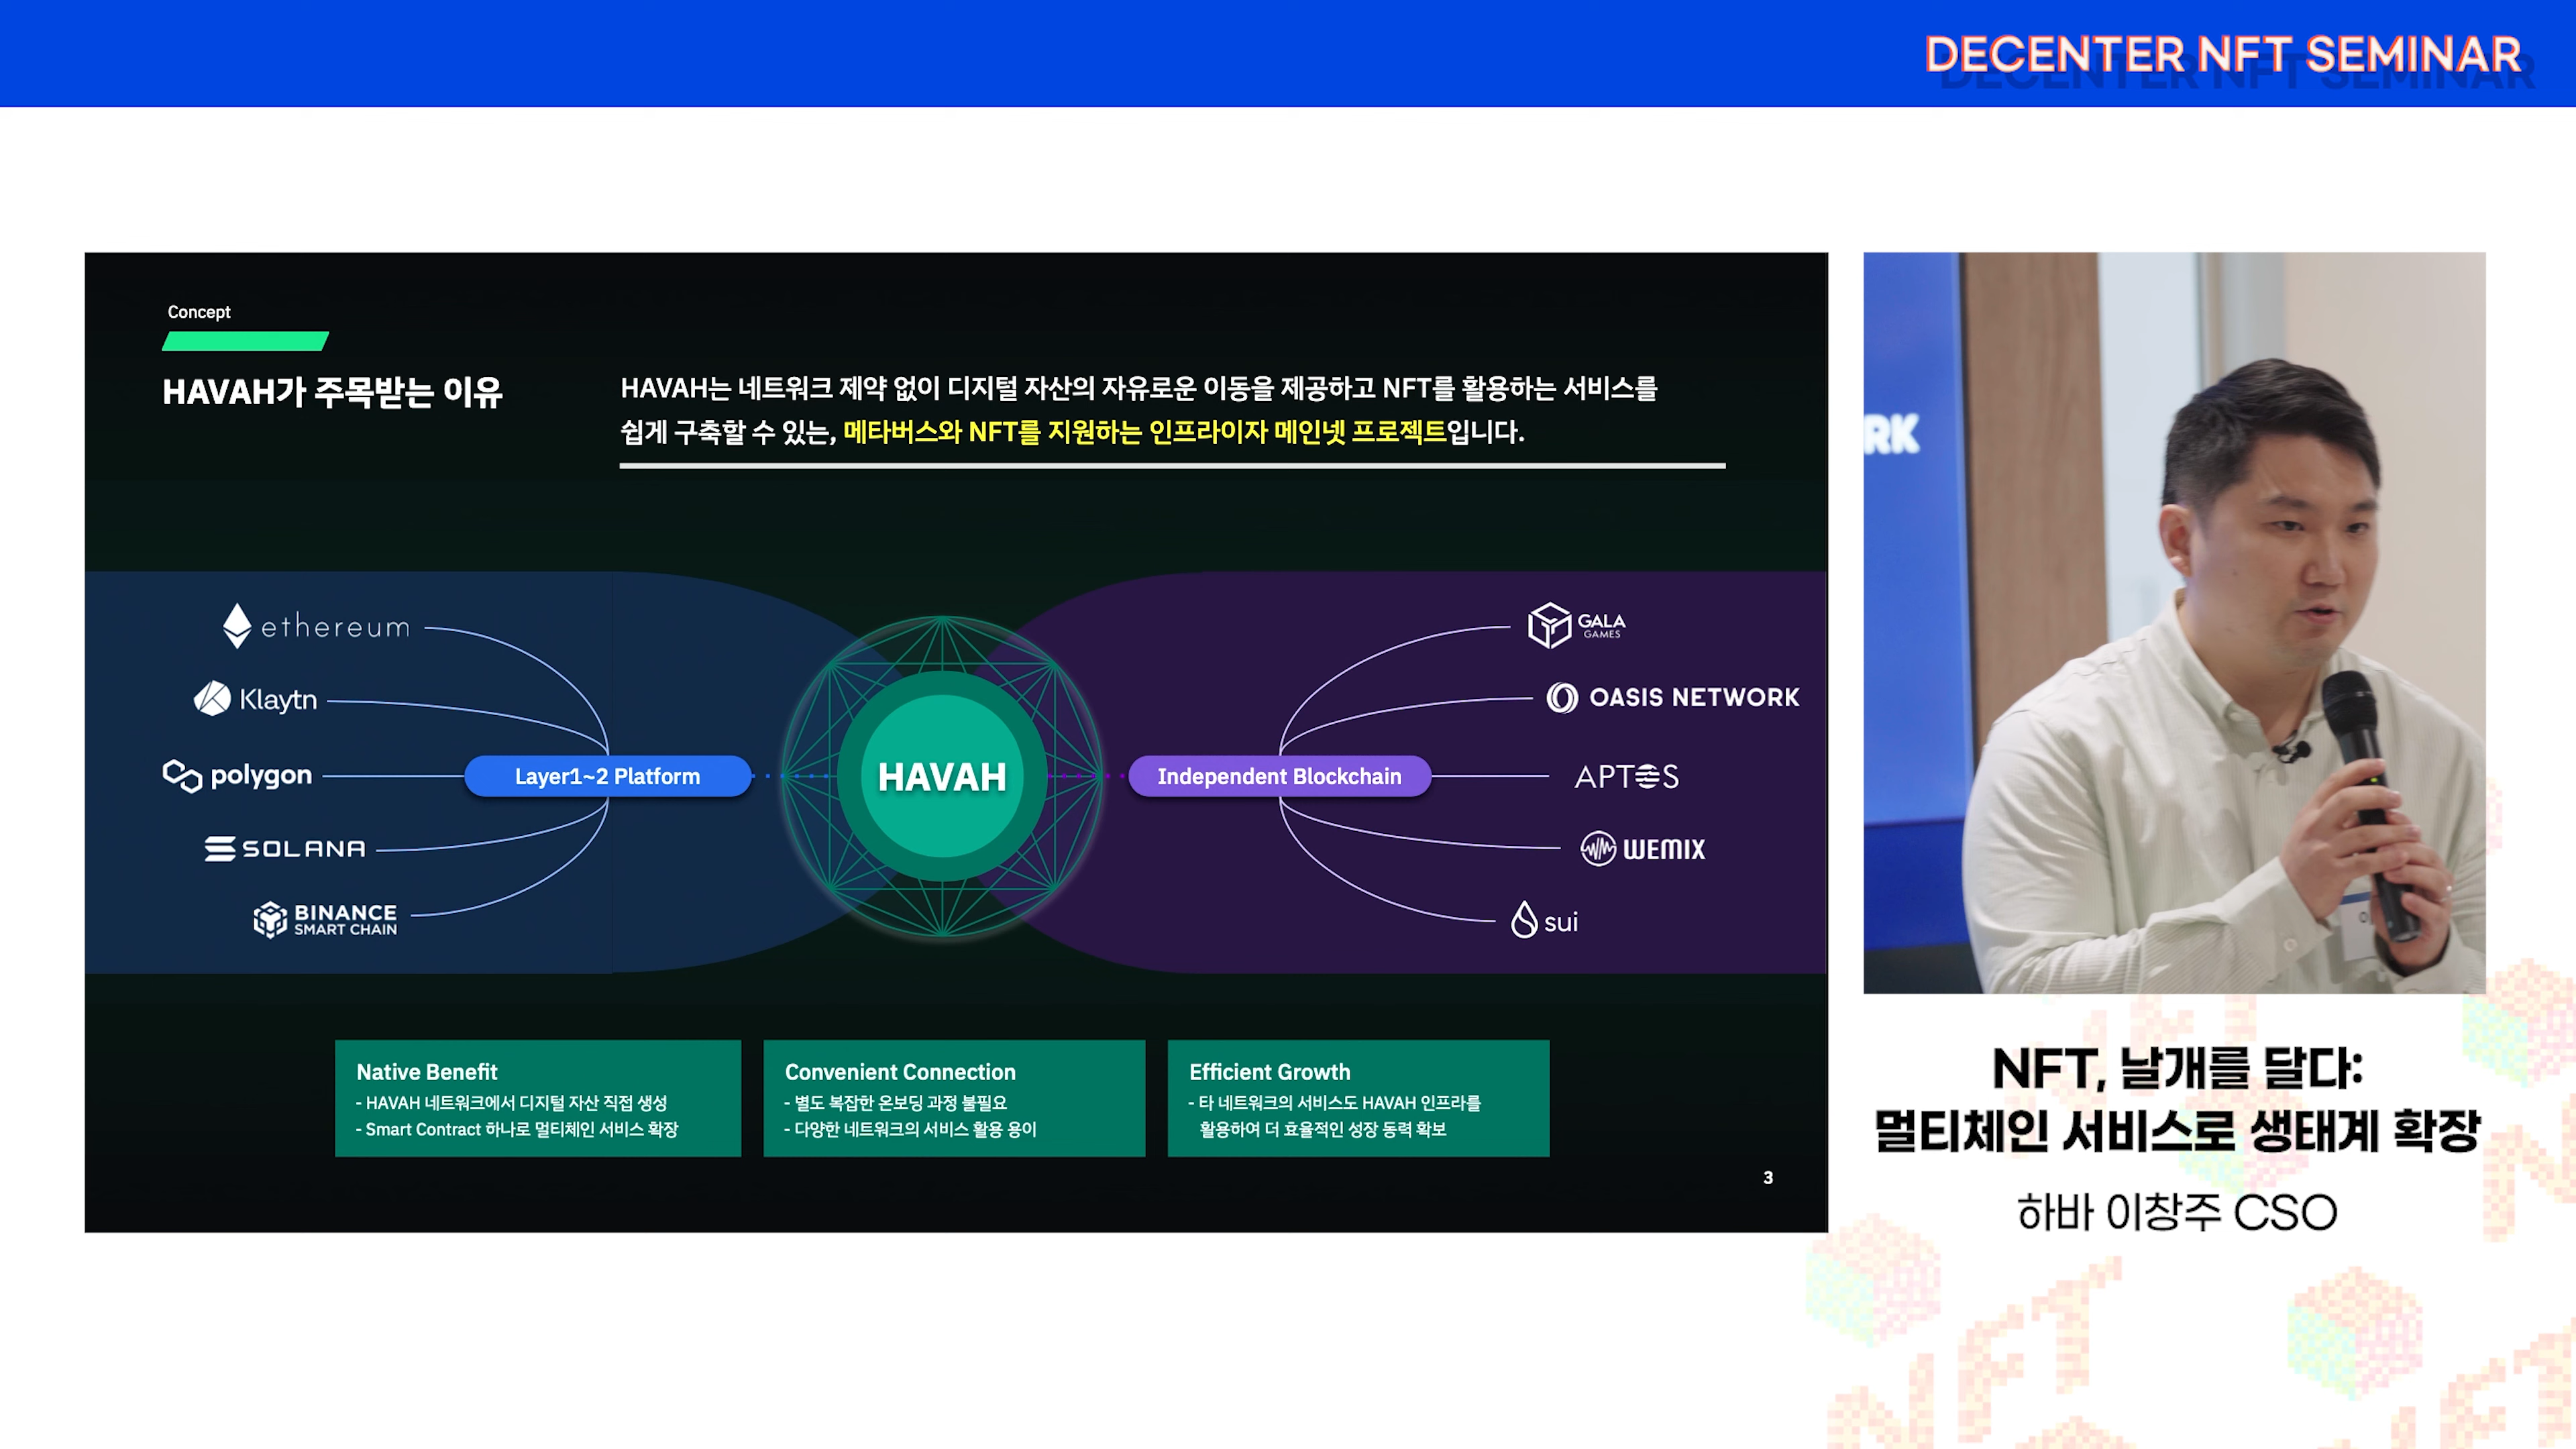 DECENTER NFT SEMINAR
Concept
HAVAH가 주목받는 이유
HAVAH는 네트워크 제약 없이 디지털 자산의 자유로운 이동을 제공하고 NFT를 활용하는 서비스를
쉽게 구축할 수 있는, 메타버스와 NFT를 지원하는 인프라이자 메인넷 프로젝트입니다.
ethereum
Klaytn
polygon
SOLANA
BINANCE
SMART CHAIN
Layer1~2 Platform
HAVAH
Independent Blockchain
GALA
GAMES
OASIS NETWORK
APTOS
WEMIX
sui
Native Benefit
- HAVAH 네트워크에서 디지털 자산 직접 생성
- Smart Contract 하나로 멀티체인 서비스 확장
Convenient Connection
- 별도 복잡한 온보딩 과정 불필요
- 다양한 네트워크의 서비스 활용 용이
Efficient Growth
- 타 네트워크의 서비스도 HAVAH 인프라를
활용하여 더 효율적인 성장 동력 확보
3
RK
NFT, 날개를 달다:
멀티체인 서비스로 생태계 확장
하바 이창주 CSO
NFT
NFT